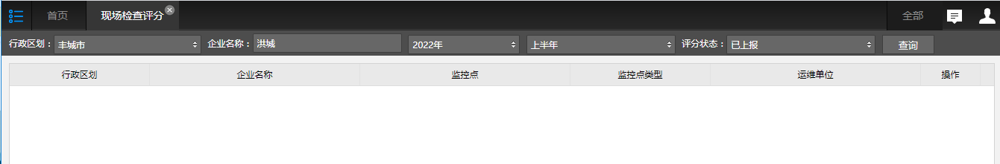 首页 现场检查评分 全部
行政区划： 丰城市 企业名称： 洪城 2022年 上半年 评分状态： 已上报 查询
行政区划 企业名称 监控点 监控点类型 运维单位 操作